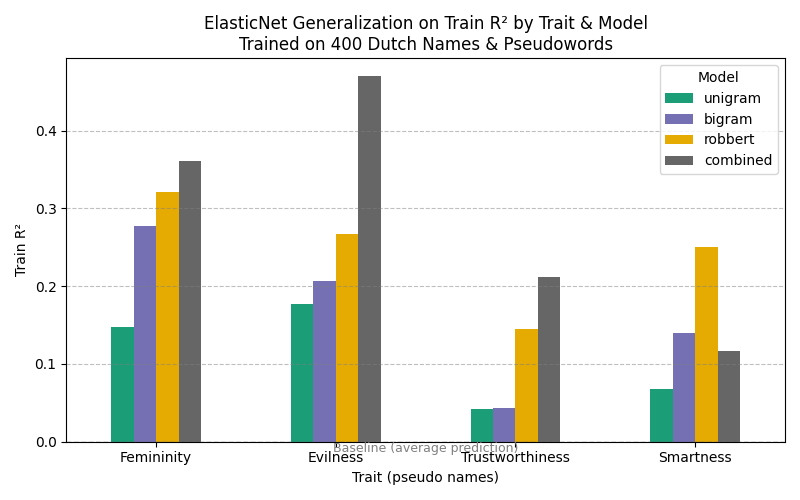 ElasticNet Generalization on Train R² by Trait & Model
Trained on 400 Dutch Names & Pseudowords
Model
unigram
bigram
robbert
combined
Train R²
0.4
0.3
0.2
0.1
0.0
Baseline (average prediction)
Femininity Evilness Trustworthiness Smartness
Trait (pseudo names)